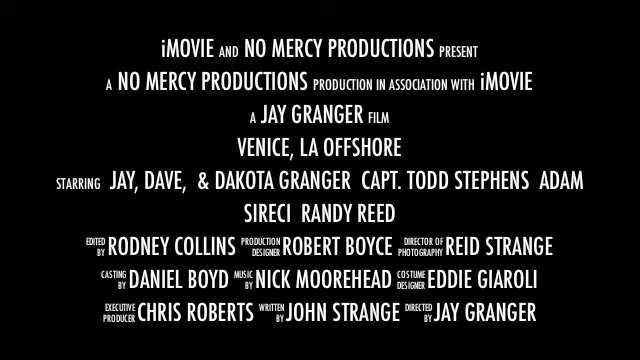 iMOVIE AND NO MERCY PRODUCTIONS PRESENT
A NO MERCY PRODUCTIONS PRODUCTION IN ASSOCIATION WITH iMOVIE
A JAY GRANGER FILM
VENICE, LA OFFSHORE
STARRING JAY, DAVE, & DAKOTA GRANGER CAPT. TODD STEPHENS ADAM
SIRECI RANDY REED
EDITED BY RODNEY COLLINS PRODUCTION DESIGNER ROBERT BOYCE DIRECTOR OF PHOTOGRAPHY REID STRANGE
CASTING BY DANIEL BOYD MUSIC BY NICK MOOREHEAD COSTUME DESIGNER EDDIE GIAROLI
EXECUTIVE PRODUCER CHRIS ROBERTS WRITTEN BY JOHN STRANGE DIRECTED BY JAY GRANGER